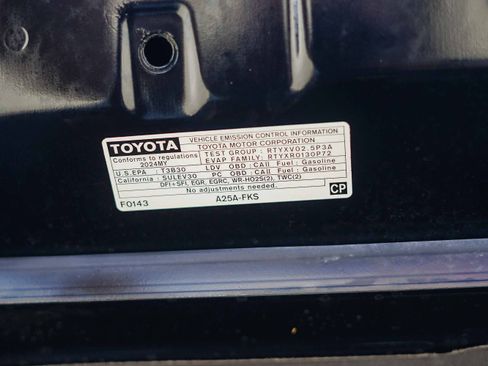 TOYOTA VEHICLE EMISSION CONTROL INFORMATION
TOYOTA MOTOR CORPORATION
Conforms to regulations TEST GROUP : RTYXV02.5P3A
2024MY EVAP FAMILY: RTYXR0130P72
U.S.EPA : T3B30 LDV OBD : CAⅡ Fuel : Gasoline
California : SULEV30 PC OBD : CAⅡ Fuel : Gasoline
DFI+SFI, EGR, EGRC, WR-HO2S(2), TWC(2)
No adjustments needed.
F0143 A25A-FKS CP